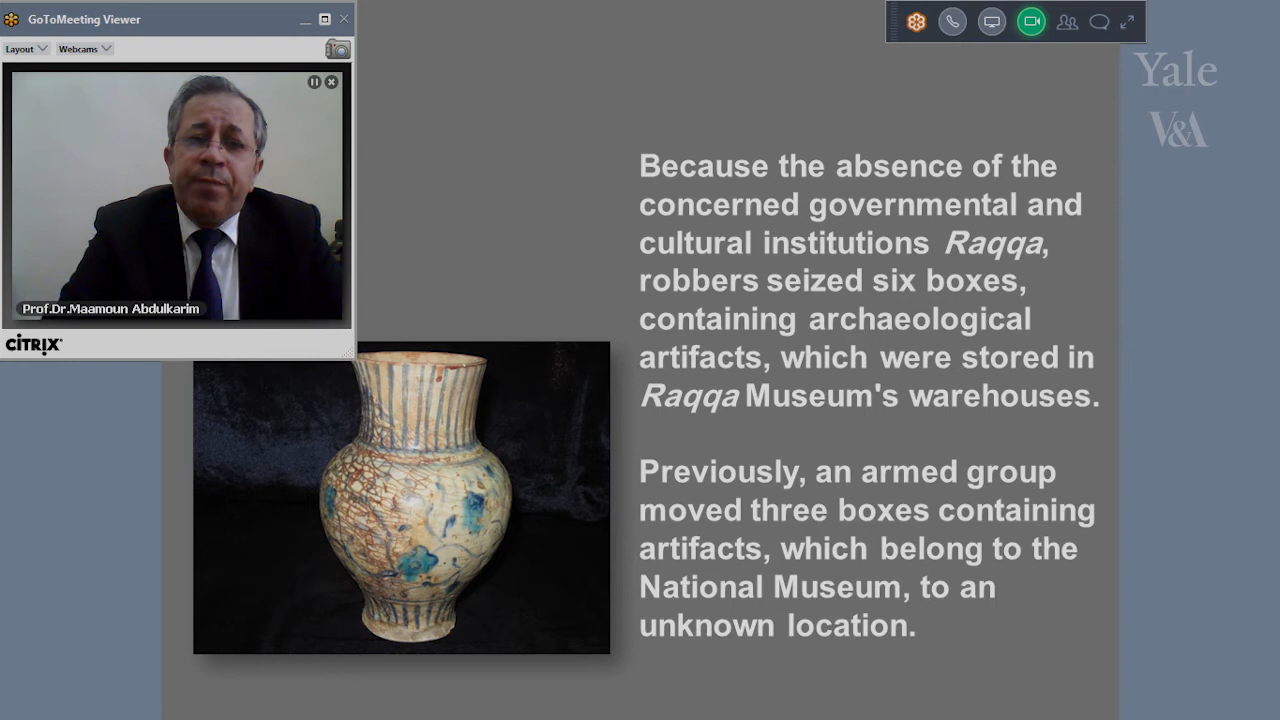 GoToMeeting Viewer
Layout
Webcams
Prof.Dr.Maamoun Abdulkarim
CİTRIX
Yale
V&A
Because the absence of the
concerned governmental and
cultural institutions Raqqa,
robbers seized six boxes,
containing archaeological
artifacts, which were stored in
Raqqa Museum's warehouses.
Previously, an armed group
moved three boxes containing
artifacts, which belong to the
National Museum, to an
unknown location.